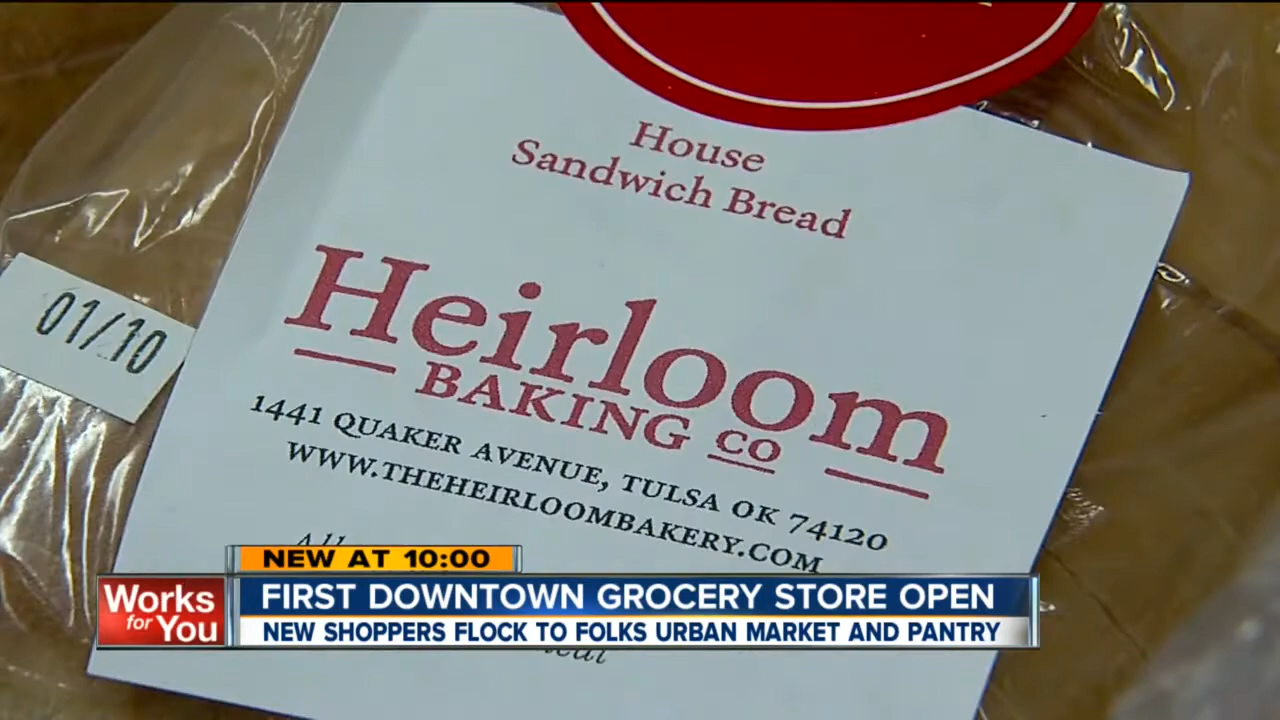 House
Sandwich Bread
Heirloom
BAKING CO
1441 QUAKER AVENUE, TULSA OK 74120
WWW.THEHEIRLOOMBAKERY.COM
01/10
NEW AT 10:00
Works for You
FIRST DOWNTOWN GROCERY STORE OPEN
NEW SHOPPERS FLOCK TO FOLKS URBAN MARKET AND PANTRY